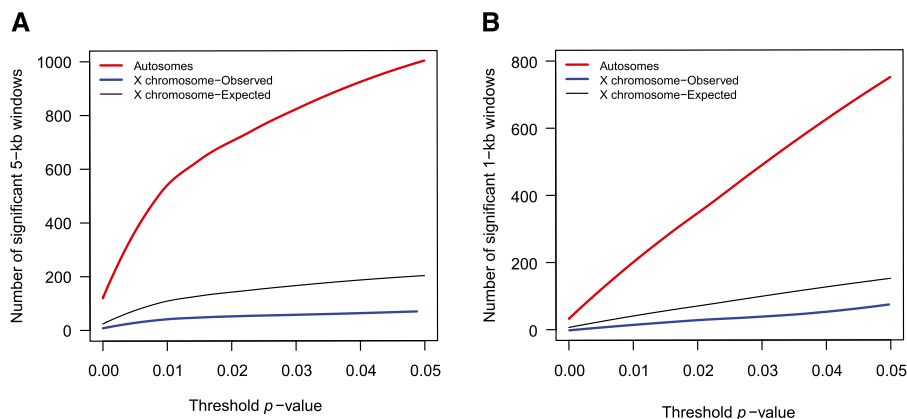 A
Number of significant 5−kb windows
1000
800
600
400
200
0
Autosomes
X chromosome−Observed
X chromosome−Expected
0.00 0.01 0.02 0.03 0.04 0.05
Threshold p−value
B
Number of significant 1−kb windows
800
600
400
200
0
Autosomes
X chromosome−Observed
X chromosome−Expected
0.00 0.01 0.02 0.03 0.04 0.05
Threshold p−value